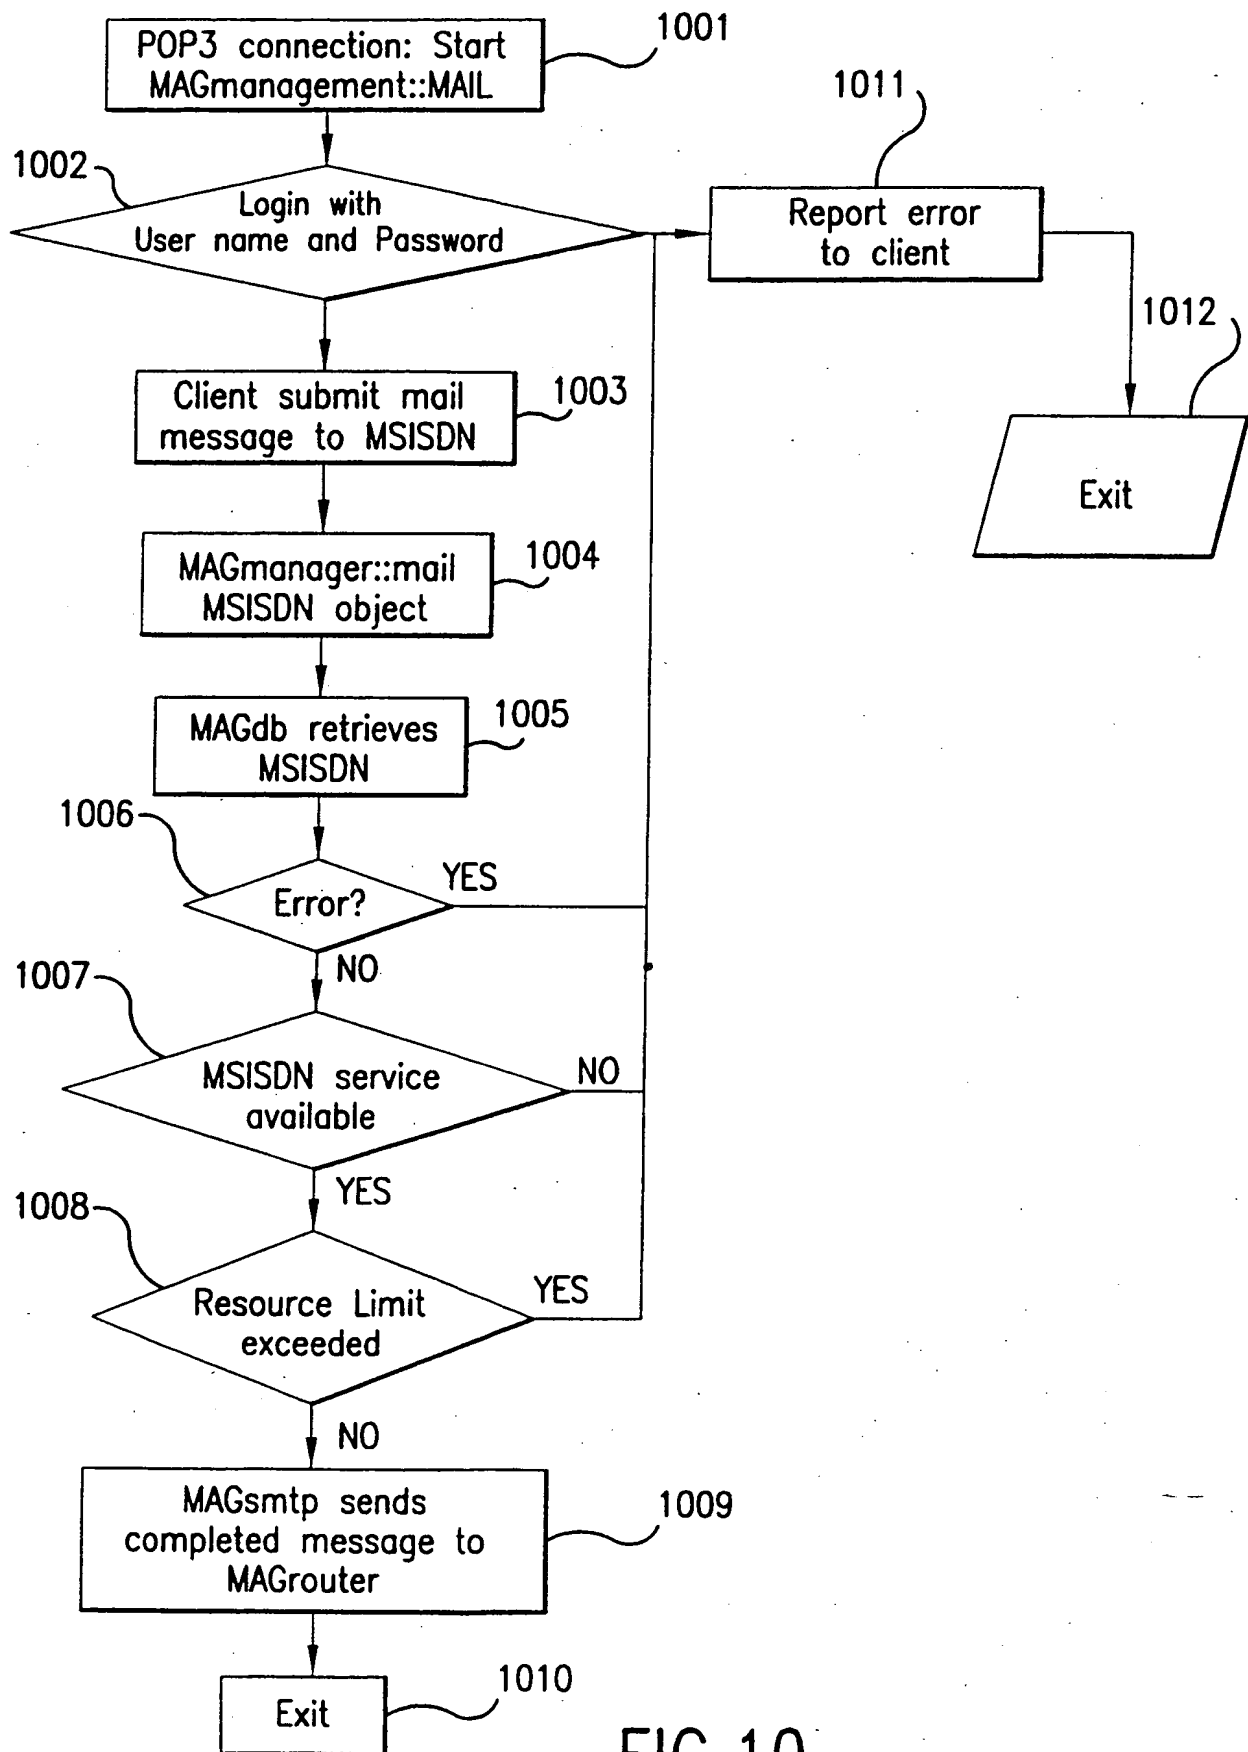 POP3 connection: Start
MAGmanagement::MAIL
1001
1002
Login with
User name and Password
1011
Report error
to client
1012
Exit
Client submit mail
message to MSISDN
1003
MAGmanager::mail
MSISDN object
1004
MAGdb retrieves
MSISDN
1005
1006
Error?
YES
NO
1007
MSISDN service
available
NO
YES
1008
Resource Limit
exceeded
YES
NO
MAGsmtp sends
completed message to
MAGrouter
1009
Exit
1010
FIG.10